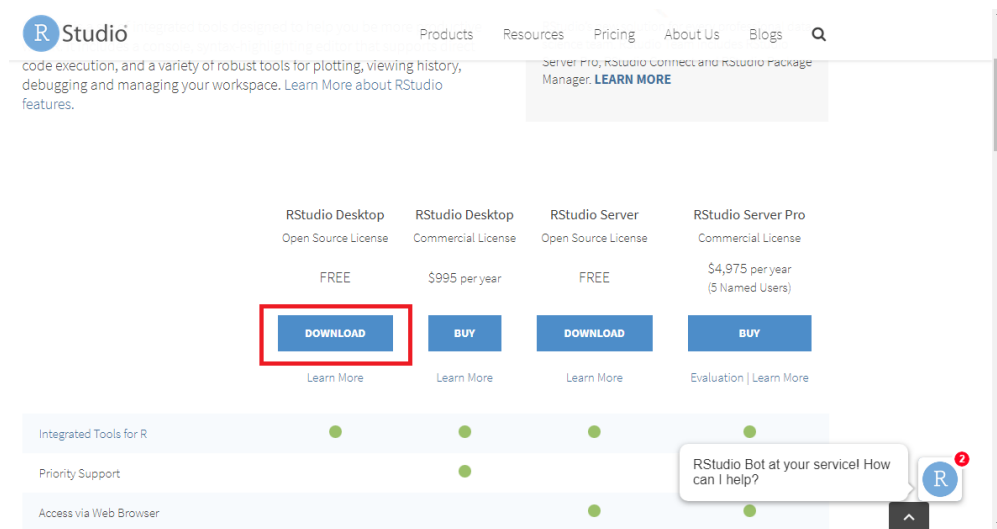 R Studio
Products Resources Pricing About Us Blogs
code execution, and a variety of robust tools for plotting, viewing history,
debugging and managing your workspace. Learn More about RStudio
features.
Server Pro, RStudio Connect and RStudio Package
Manager. LEARN MORE
RStudio Desktop RStudio Desktop RStudio Server RStudio Server Pro
Open Source License Commercial License Open Source License Commercial License
FREE $995 per year FREE $4,975 per year
(5 Named Users)
DOWNLOAD BUY DOWNLOAD BUY
Learn More Learn More Learn More Evaluation | Learn More
Integrated Tools for R
Priority Support
Access via Web Browser
RStudio Bot at your service! How
can I help?
R
2